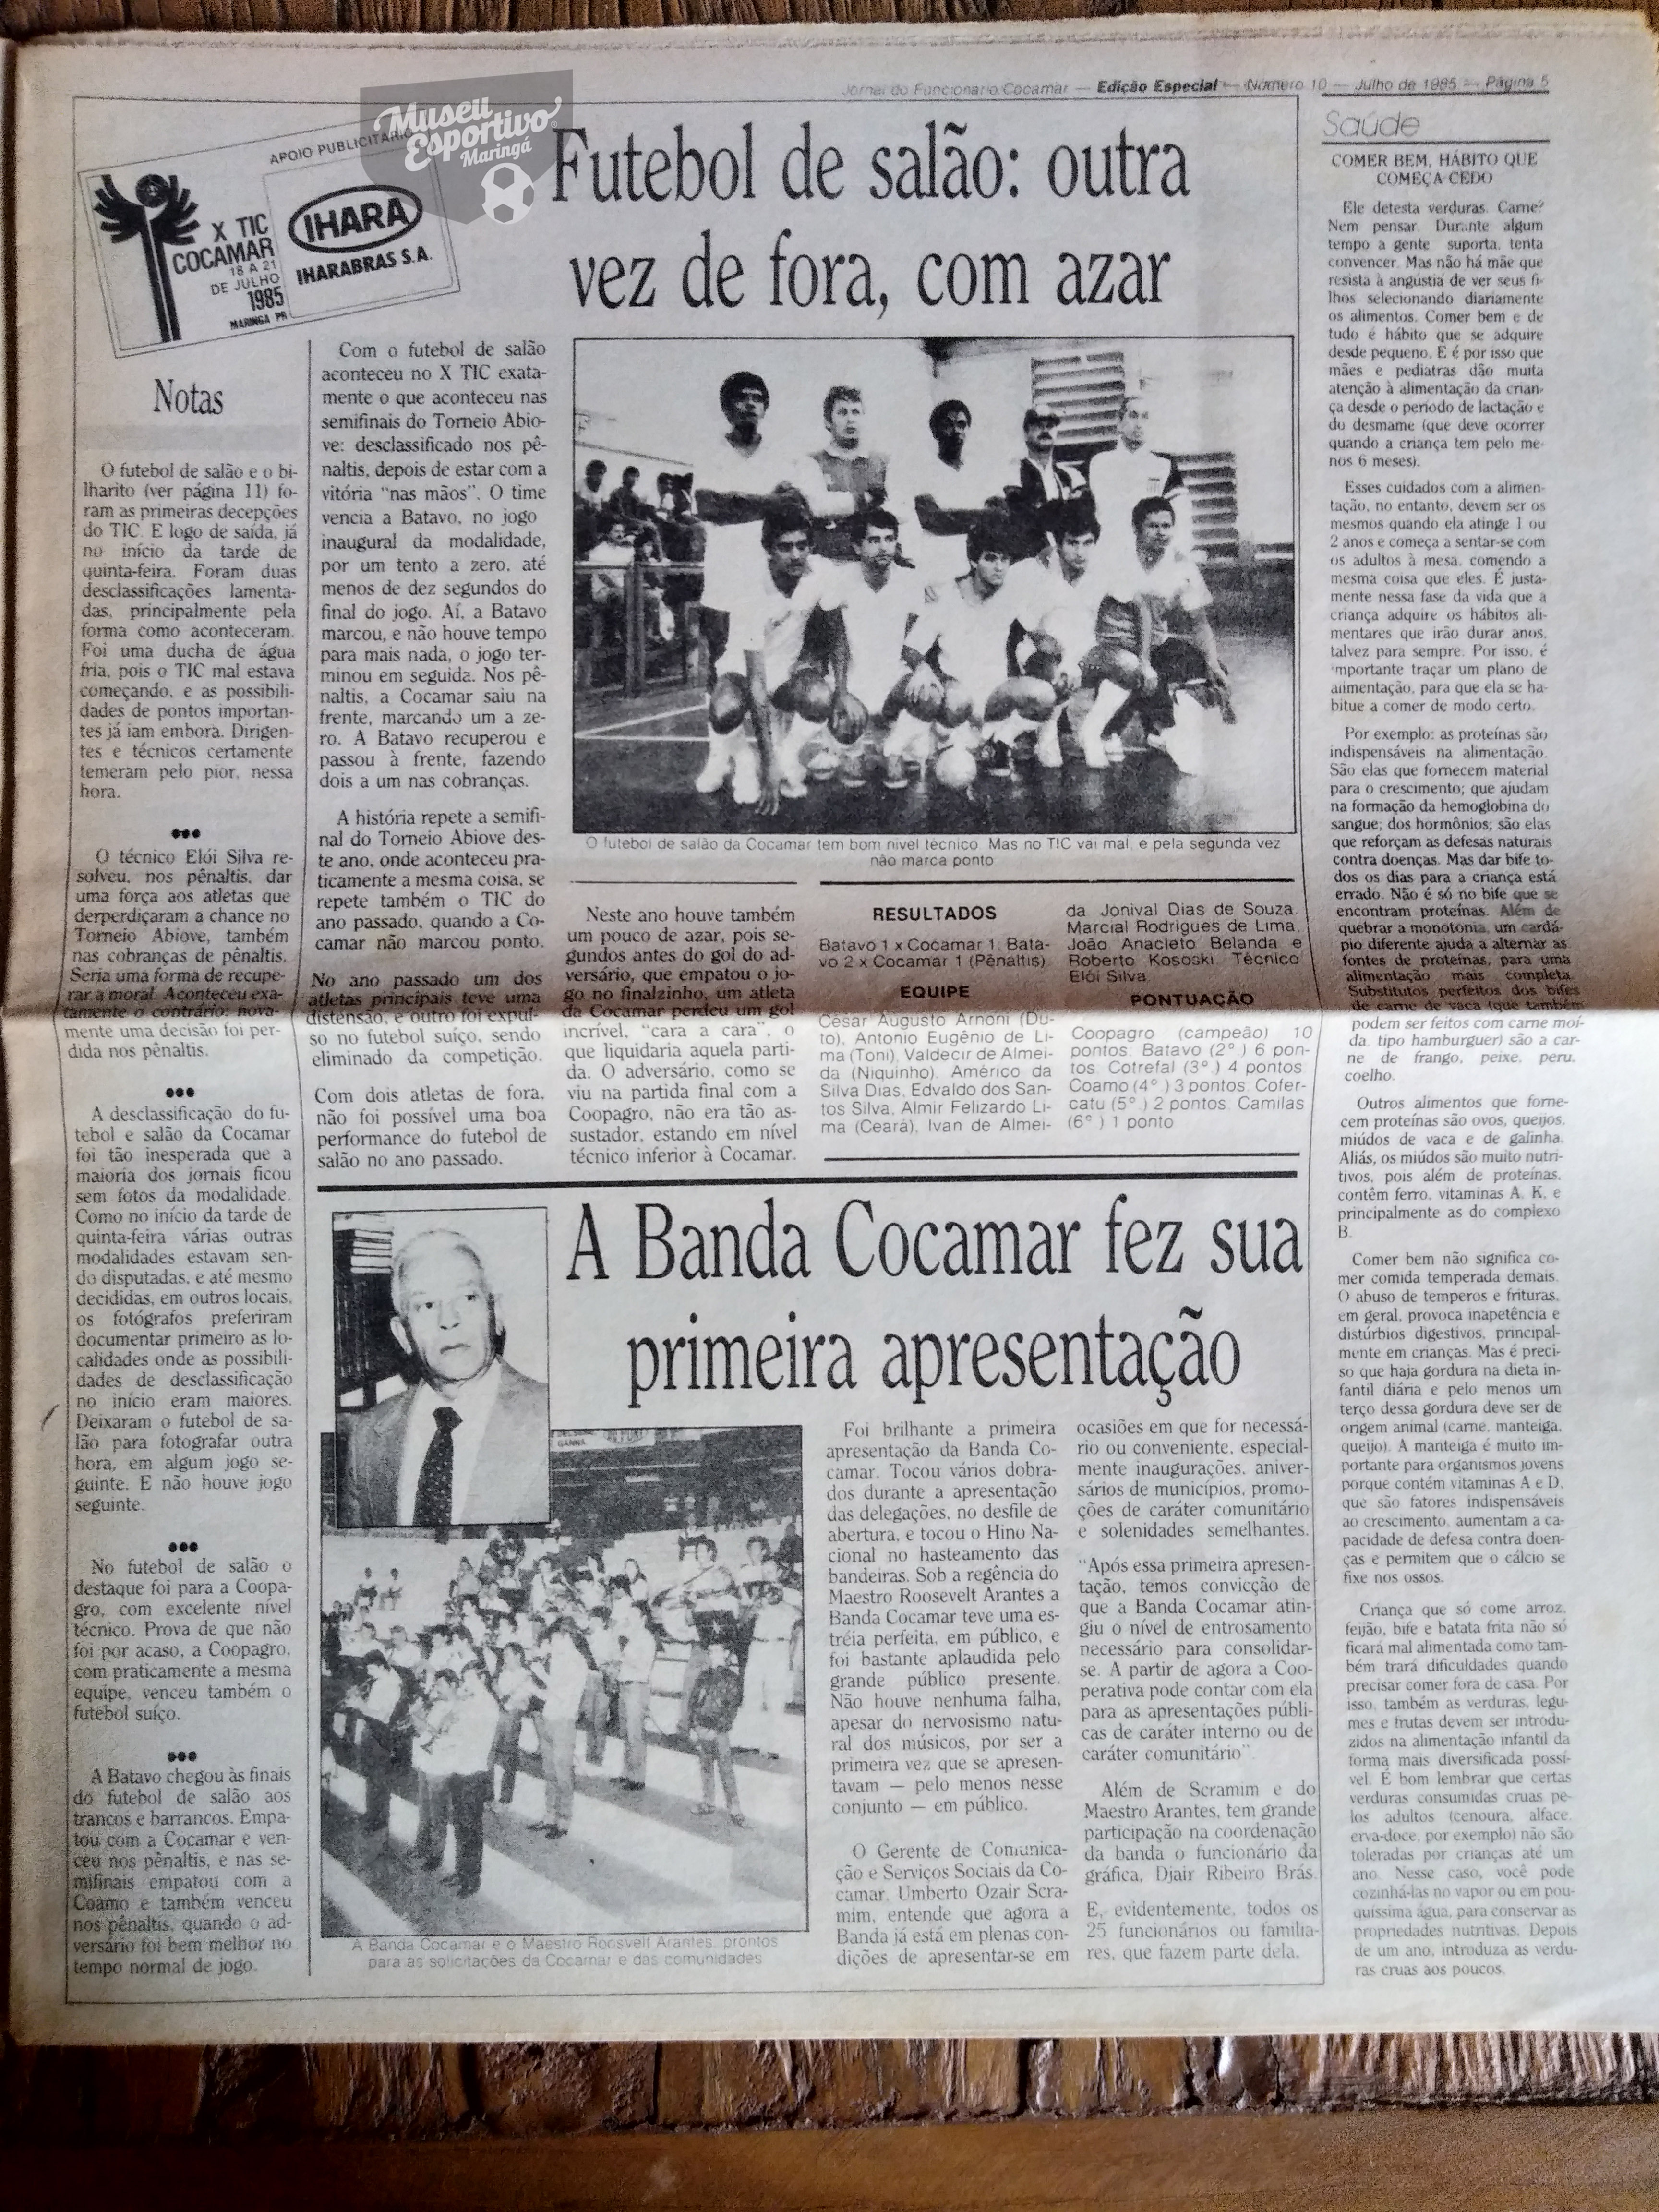 Jornal do Funcionário/Cocamar — Edição Especial — Número 10 — Julho de 1985 — Página 5
Museu
Esportivo
Maringá
APOIO PUBLICITARIO
X TIC
COCAMAR
18 A 21
DE JULHO
1985
MARINGA PR
IHARA
IHARABRAS S.A.
Futebol de salão: outra
vez de fora, com azar
Notas
O futebol de salão e o bi-
lharito (ver página 11) fo-
ram as primeiras decepções
do TIC. E logo de saída, já
no início da tarde de
quinta-feira. Foram duas
desclassificações lamenta-
das, principalmente pela
forma como aconteceram.
Foi uma ducha de água
fria, pois o TIC mal estava
começando, e as possibili-
dades de pontos importan-
tes já iam embora. Dirigen-
tes e técnicos certamente
temeram pelo pior, nessa
hora.
•••
O técnico Elói Silva re-
solveu, nos pênaltis, dar
uma força aos atletas que
derperdiçaram a chance no
Torneio Abiove, também
nas cobranças de pênaltis.
Seria uma forma de recupe-
rar a moral. Aconteceu exa-
tamente o contrário: nova-
mente uma decisão foi per-
dida nos pênaltis.
•••
A desclassificação do fu-
tebol e salão da Cocamar
foi tão inesperada que a
maioria dos jornais ficou
sem fotos da modalidade.
Como no início da tarde de
quinta-feira várias outras
modalidades estavam sen-
do disputadas, e até mesmo
decididas, em outros locais,
os fotógrafos preferiram
documentar primeiro as lo-
calidades onde as possibili-
dades de desclassificação
no início eram maiores.
Deixaram o futebol de sa-
lão para fotografar outra
hora, em algum jogo se-
guinte. E não houve jogo
seguinte.
•••
No futebol de salão o
destaque foi para a Coopa-
gro, com excelente nível
técnico. Prova de que não
foi por acaso, a Coopagro,
com praticamente a mesma
equipe, venceu também o
futebol suíço.
•••
A Batavo chegou às finais
do futebol de salão aos
trancos e barrancos. Empa-
tou com a Cocamar e ven-
ceu nos pênaltis, e nas se-
mifinais empatou com a
Coamo e também venceu
nos pênaltis, quando o ad-
versário foi bem melhor no
tempo normal de jogo.
Com o futebol de salão
aconteceu no X TIC exata-
mente o que aconteceu nas
semifinais do Torneio Abio-
ve: desclassificado nos pê-
naltis, depois de estar com a
vitória "nas mãos". O time
vencia a Batavo, no jogo
inaugural da modalidade,
por um tento a zero, até
menos de dez segundos do
final do jogo. Aí, a Batavo
marcou, e não houve tempo
para mais nada, o jogo ter-
minou em seguida. Nos pê-
naltis, a Cocamar saiu na
frente, marcando um a ze-
ro. A Batavo recuperou e
passou à frente, fazendo
dois a um nas cobranças.
A história repete a semifi-
nal do Torneio Abiove des-
te ano, onde aconteceu pra-
ticamente a mesma coisa, se
repete também o TIC do
ano passado, quando a Co-
camar não marcou ponto.
No ano passado um dos
atletas principais teve uma
distensão, e outro foi expul-
so no futebol suíço, sendo
eliminado da competição.
Com dois atletas de fora,
não foi possível uma boa
performance do futebol de
salão no ano passado.
O futebol de salão da Cocamar tem bom nível técnico. Mas no TIC vai mal, e pela segunda vez
não marca ponto
Neste ano houve também
um pouco de azar, pois se-
gundos antes do gol do ad-
versário, que empatou o jo-
go no finalzinho, um atleta
da Cocamar perdeu um gol
incrível, "cara a cara", o
que liquidaria aquela parti-
da. O adversário, como se
viu na partida final com a
Coopagro, não era tão as-
sustador, estando em nível
técnico inferior à Cocamar.
RESULTADOS
Batavo 1 x Cocamar 1. Bata-
vo 2 x Cocamar 1 (Pênaltis).
EQUIPE
César Augusto Arnoni (Du-
to), Antonio Eugênio de Li-
ma (Toni), Valdecir de Almei-
da (Niquinho), Américo da
Silva Dias, Edvaldo dos San-
tos Silva, Almir Felizardo Li-
ma (Ceará), Ivan de Almei-
da Jonival Dias de Souza,
Marcial Rodrigues de Lima,
João Anacleto Belanda e
Roberto Kososki. Técnico
Elói Silva.
PONTUAÇÃO
Coopagro (campeão) 10
pontos. Batavo (2º) 6 pon-
tos. Cotrefal (3º) 4 pontos.
Coamo (4º) 3 pontos. Cofer-
catu (5º) 2 pontos. Camilas
(6º) 1 ponto
A Banda Cocamar fez sua
primeira apresentação
A Banda Cocamar e o Maestro Roosvelt Arantes, prontos
para as solicitações da Cocamar e das comunidades
Foi brilhante a primeira
apresentação da Banda Co-
camar. Tocou vários dobra-
dos durante a apresentação
das delegações, no desfile de
abertura, e tocou o Hino Na-
cional no hasteamento das
bandeiras. Sob a regência do
Maestro Roosevelt Arantes a
Banda Cocamar teve uma es-
tréia perfeita, em público, e
foi bastante aplaudida pelo
grande público presente.
Não houve nenhuma falha,
apesar do nervosismo natu-
ral dos músicos, por ser a
primeira vez que se apresen-
tavam — pelo menos nesse
conjunto — em público.
O Gerente de Comunica-
ção e Serviços Sociais da Co-
camar, Umberto Ozair Scra-
mim, entende que agora a
Banda já está em plenas con-
dições de apresentar-se em
ocasiões em que for necessá-
rio ou conveniente, especial-
mente inaugurações, aniver-
sários de municípios, promo-
ções de caráter comunitário
e solenidades semelhantes.
"Após essa primeira apresen-
tação, temos convicção de
que a Banda Cocamar atin-
giu o nível de entrosamento
necessário para consolidar-
se. A partir de agora a Coo-
perativa pode contar com ela
para as apresentações públi-
cas de caráter interno ou de
caráter comunitário".
Além de Scramim e do
Maestro Arantes, tem grande
participação na coordenação
da banda o funcionário da
gráfica, Djair Ribeiro Brás.
E, evidentemente, todos os
25 funcionários ou familia-
res, que fazem parte dela.
Saúde
COMER BEM, HÁBITO QUE
COMEÇA CEDO
Ele detesta verduras. Carne?
Nem pensar. Durante algum
tempo a gente suporta, tenta
convencer. Mas não há mãe que
resista à angústia de ver seus fi-
lhos selecionando diariamente
os alimentos. Comer bem e de
tudo é hábito que se adquire
desde pequeno. E é por isso que
mães e pediatras dão muita
atenção à alimentação da crian-
ça desde o período de lactação e
do desmame (que deve ocorrer
quando a criança tem pelo me-
nos 6 meses).
Esses cuidados com a alimen-
tação, no entanto, devem ser os
mesmos quando ela atinge 1 ou
2 anos e começa a sentar-se com
os adultos à mesa, comendo a
mesma coisa que eles. É justa-
mente nessa fase da vida que a
criança adquire os hábitos ali-
mentares que irão durar anos,
talvez para sempre. Por isso, é
importante traçar um plano de
alimentação, para que ela se ha-
bitue a comer de modo certo.
Por exemplo: as proteínas são
indispensáveis na alimentação.
São elas que fornecem material
para o crescimento; que ajudam
na formação da hemoglobina do
sangue; dos hormônios; são elas
que reforçam as defesas naturais
contra doenças. Mas dar bife to-
dos os dias para a criança está
errado. Não é só no bife que se
encontram proteínas. Além de
quebrar a monotonia, um cardá-
pio diferente ajuda a alternar as
fontes de proteínas, para uma
alimentação mais completa.
Substitutos perfeitos dos bifes
de carne de vaca (que também
podem ser feitos com carne moí-
da, tipo hamburguer) são a car-
ne de frango, peixe, peru,
coelho.
Outros alimentos que forne-
cem proteínas são ovos, queijos,
miúdos de vaca e de galinha.
Aliás, os miúdos são muito nutri-
tivos, pois além de proteínas,
contêm ferro, vitaminas A, K, e
principalmente as do complexo
B.
Comer bem não significa co-
mer comida temperada demais.
O abuso de temperos e frituras,
em geral, provoca inapetência e
distúrbios digestivos, principal-
mente em crianças. Mas é preci-
so que haja gordura na dieta in-
fantil diária e pelo menos um
terço dessa gordura deve ser de
origem animal (carne, manteiga,
queijo). A manteiga é muito im-
portante para organismos jovens
porque contém vitaminas A e D,
que são fatores indispensáveis
ao crescimento, aumentam a ca-
pacidade de defesa contra doen-
ças e permitem que o cálcio se
fixe nos ossos.
Criança que só come arroz,
feijão, bife e batata frita não só
ficará mal alimentada como tam-
bém trará dificuldades quando
precisar comer fora de casa. Por
isso, também as verduras, legu-
mes e frutas devem ser introdu-
zidos na alimentação infantil da
forma mais diversificada possí-
vel. É bom lembrar que certas
verduras consumidas cruas pe-
los adultos (cenoura, alface,
erva-doce, por exemplo) não são
toleradas por crianças até um
ano. Nesse caso, você pode
cozinhá-las no vapor ou em pou-
quíssima água, para conservar as
propriedades nutritivas. Depois
de um ano, introduza as verdu-
ras cruas aos poucos.